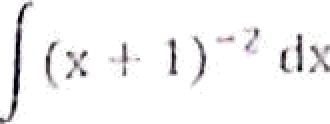 ∫(x + 1)⁻² dx